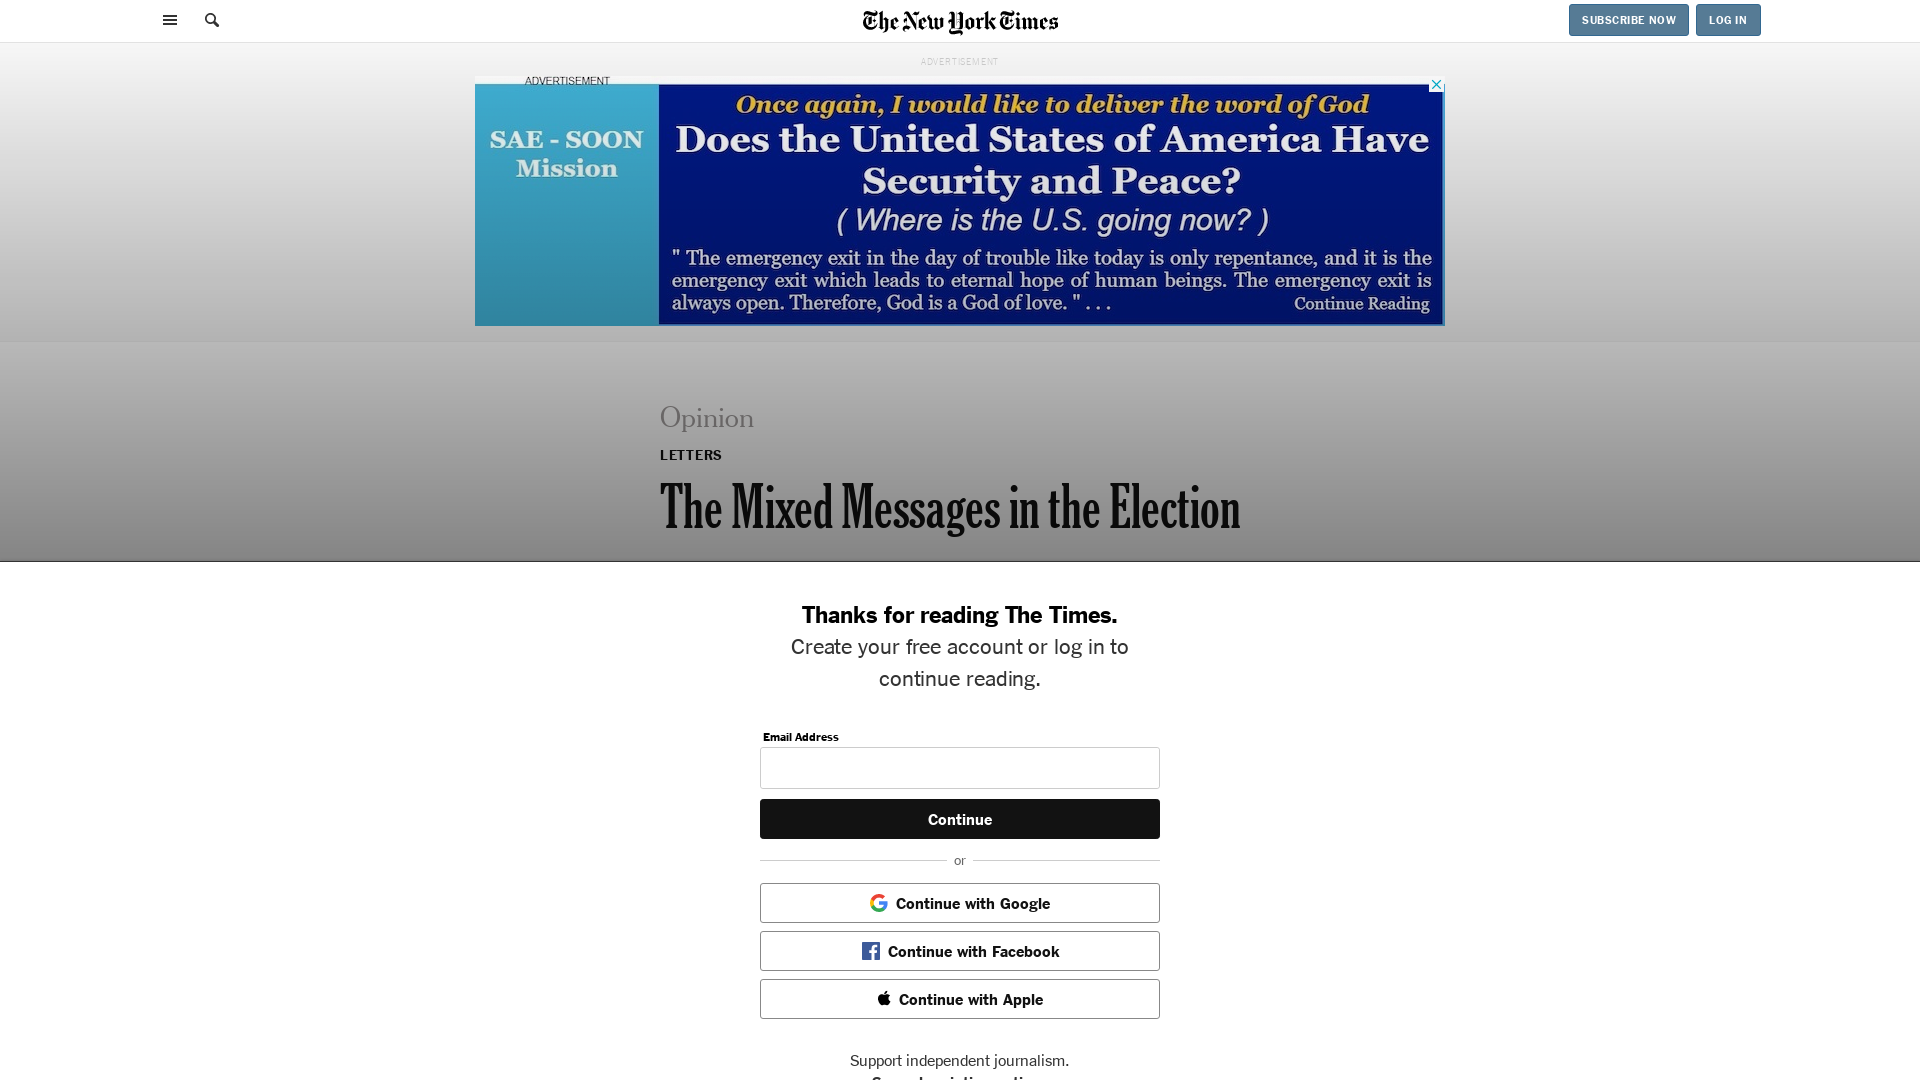 The New York Times
SUBSCRIBE NOW
LOG IN
ADVERTISEMENT
ADVERTISEMENT
SAE - SOON
Mission
Once again, I would like to deliver the word of God
Does the United States of America Have
Security and Peace?
( Where is the U.S. going now? )
" The emergency exit in the day of trouble like today is only repentance, and it is the
emergency exit which leads to eternal hope of human beings. The emergency exit is
always open. Therefore, God is a God of love. " . . .
Continue Reading
Opinion
LETTERS
The Mixed Messages in the Election
Thanks for reading The Times.
Create your free account or log in to
continue reading.
Email Address
Continue
or
Continue with Google
Continue with Facebook
Continue with Apple
Support independent journalism.